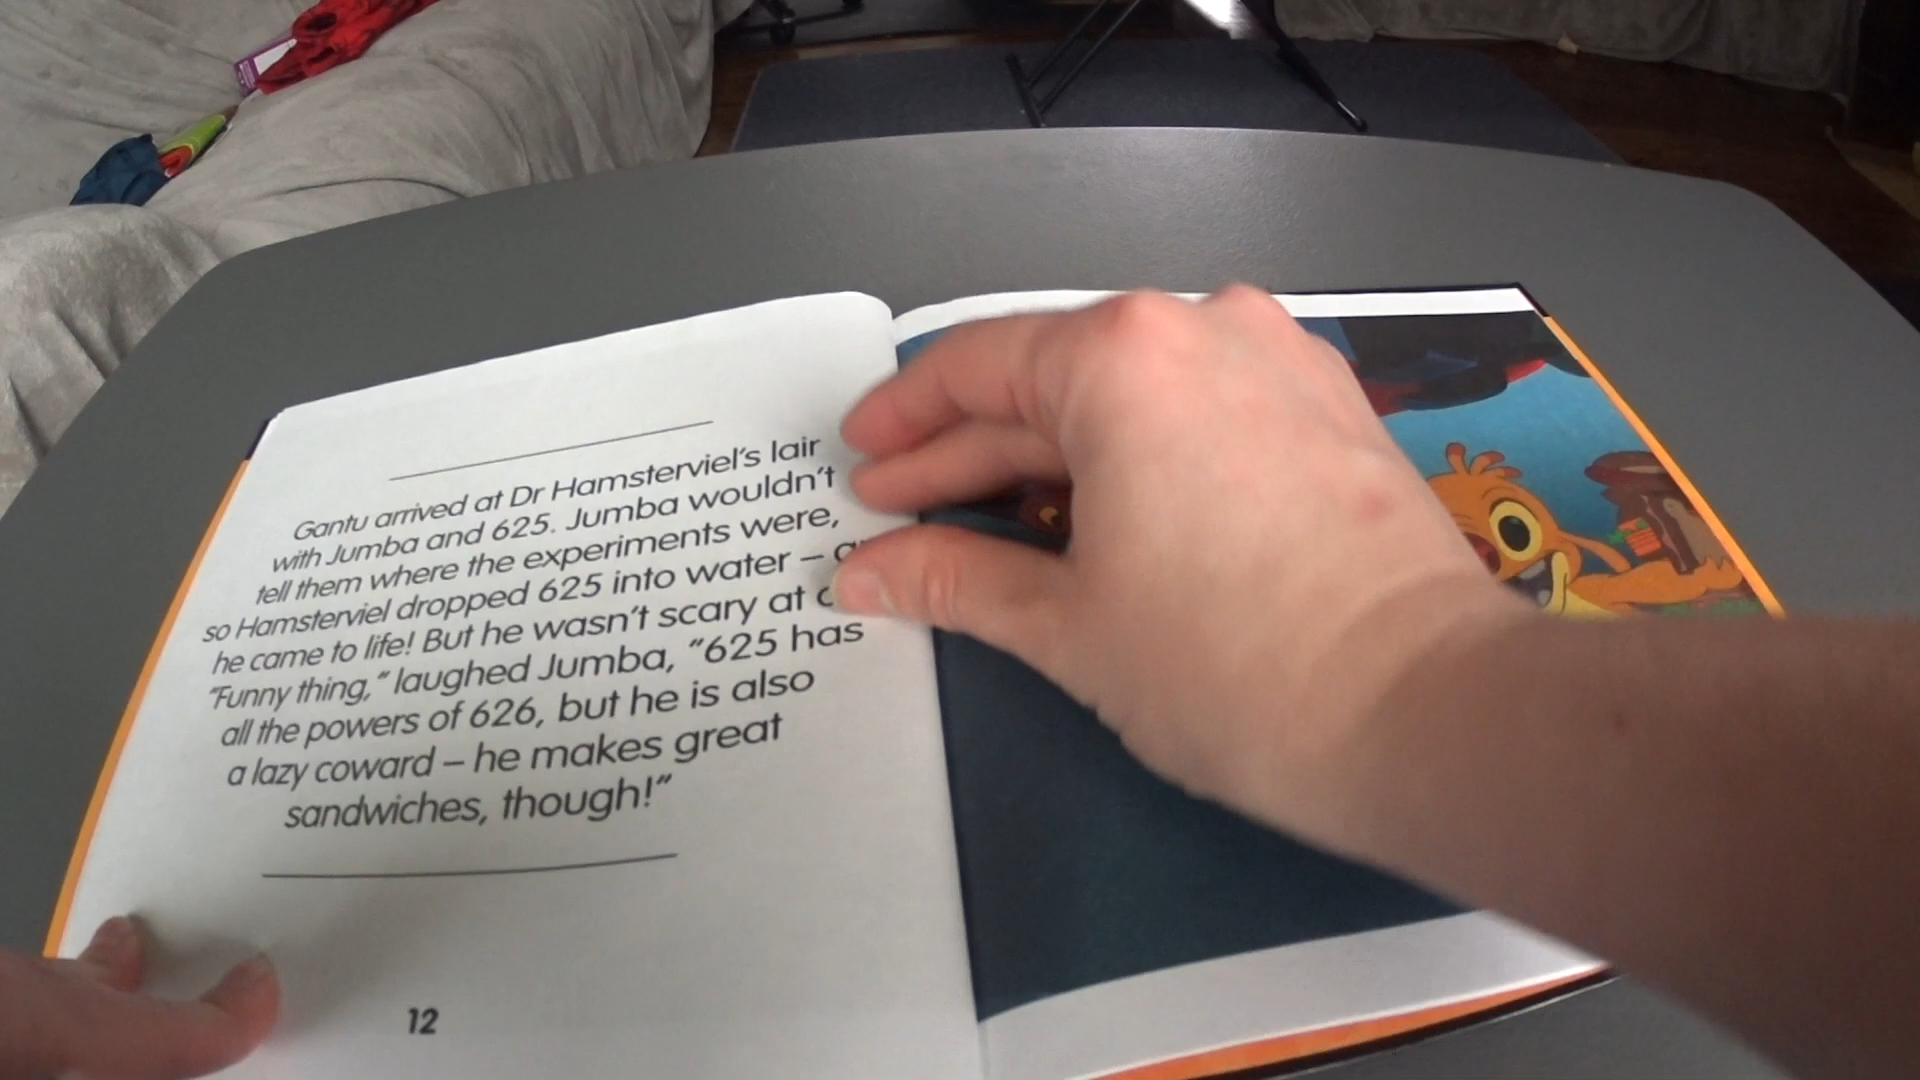 Gantu arrived at Dr Hamsterviel's lair
with Jumba and 625. Jumba wouldn't
tell them where the experiments were,
so Hamsterviel dropped 625 into water –
he came to life! But he wasn't scary at
"Funny thing," laughed Jumba, "625 has
all the powers of 626, but he is also
a lazy coward – he makes great
sandwiches, though!"
12